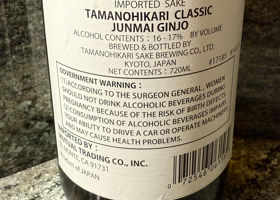 IMPORTED SAKE
TAMANOHIKARI CLASSIC
JUNMAI GINJO
ALCOHOL CONTENTS: 16 - 17% BY VOLUME
BREWED & BOTTLED BY
TAMANOHIKARI SAKE BREWING CO., LTD.
KYOTO, JAPAN #17185
NET CONTENTS: 720ML
GOVERNMENT WARNING:
(1) ACCORDING TO THE SURGEON GENERAL, WOMEN
SHOULD NOT DRINK ALCOHOLIC BEVERAGES DURING
PREGNANCY BECAUSE OF THE RISK OF BIRTH DEFECTS.
(2) CONSUMPTION OF ALCOHOLIC BEVERAGES IMPAIRS
YOUR ABILITY TO DRIVE A CAR OR OPERATE MACHINERY,
AND MAY CAUSE HEALTH PROBLEMS.
MUTUAL TRADING CO., INC.
CA 91731